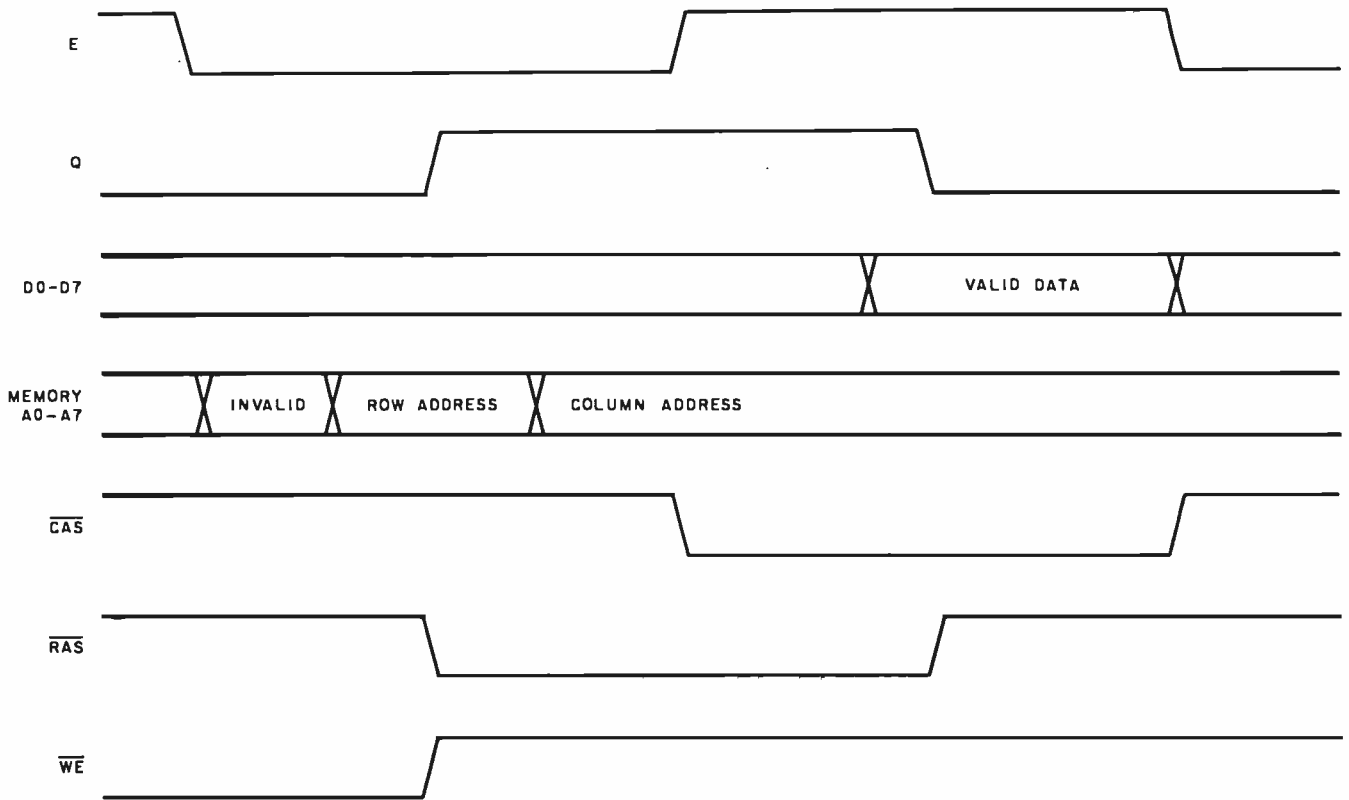 E
Q
D0-D7
VALID DATA
MEMORY
A0-A7
INVALID
ROW ADDRESS
COLUMN ADDRESS
CAS
RAS
WE